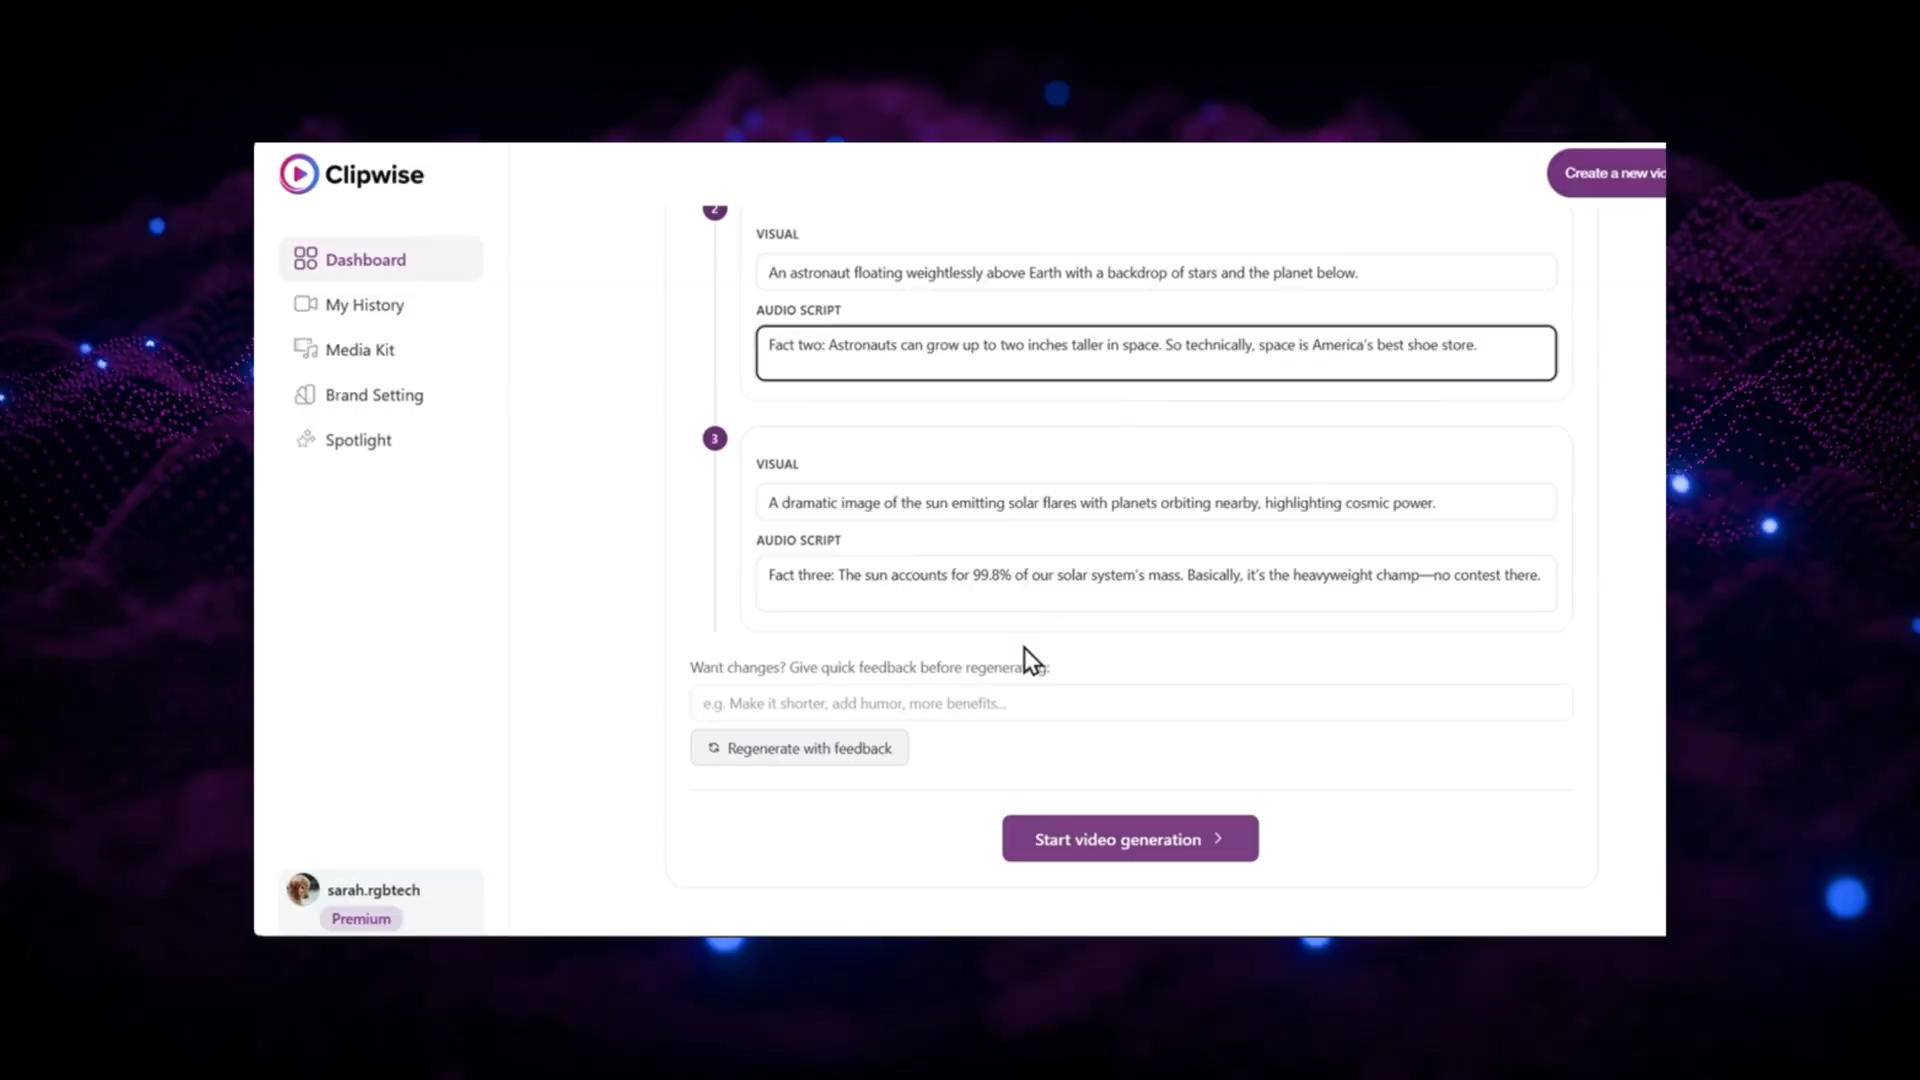 Clipwise
Create a new
Dashboard
My History
Media Kit
Brand Setting
Spotlight
2
VISUAL
An astronaut floating weightlessly above Earth with a backdrop of stars and the planet below.
AUDIO SCRIPT
Fact two: Astronauts can grow up to two inches taller in space. So technically, space is America's best shoe store.
3
VISUAL
A dramatic image of the sun emitting solar flares with planets orbiting nearby, highlighting cosmic power.
AUDIO SCRIPT
Fact three: The sun accounts for 99.8% of our solar system's mass. Basically, it's the heavyweight champ—no contest there.
Want changes? Give quick feedback before regenerating:
e.g. Make it shorter, add humor, more benefits...
Regenerate with feedback
Start video generation
sarah.rgbtech
Premium